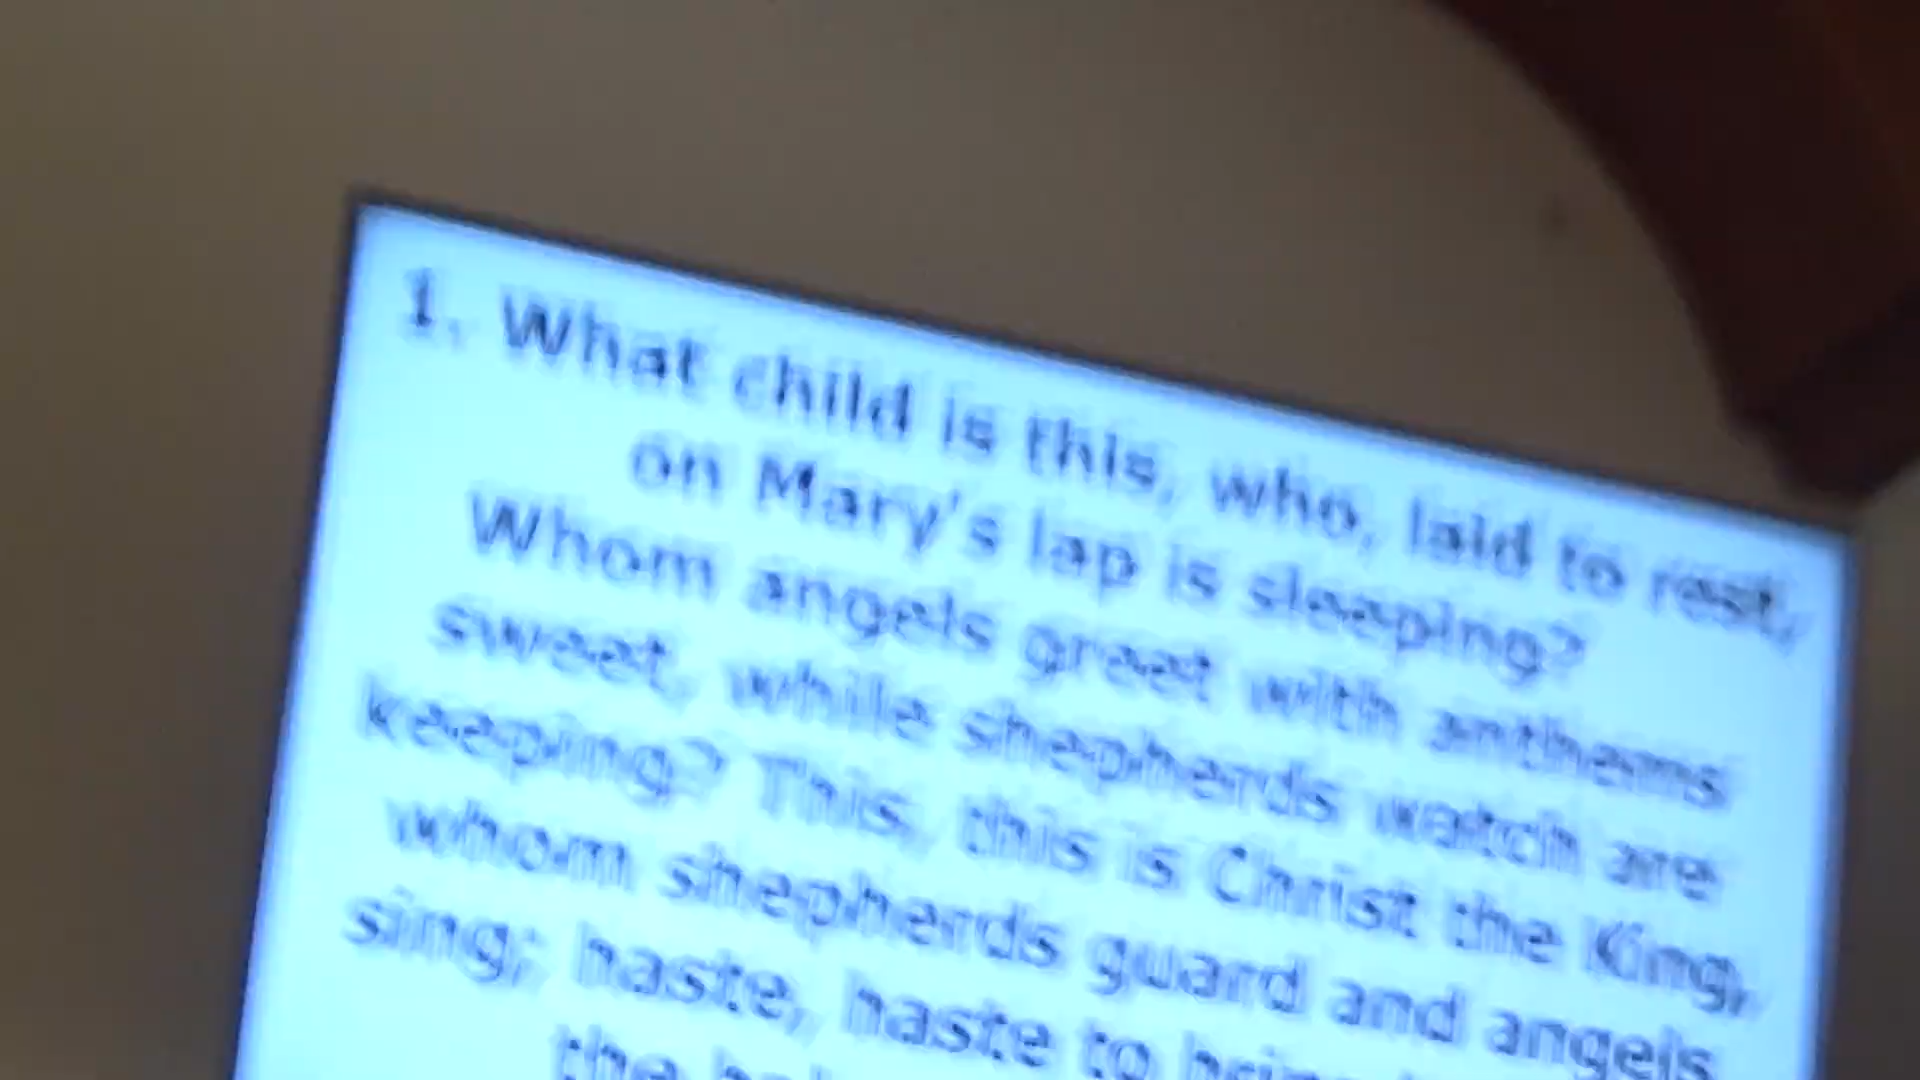 1. What child is this, who, laid to rest,
on Mary's lap is sleeping?
Whom angels greet with anthems
sweet, while shepherds watch are
keeping? This, this is Christ the King,
whom shepherds guard and angels
sing; haste, haste to bring
the